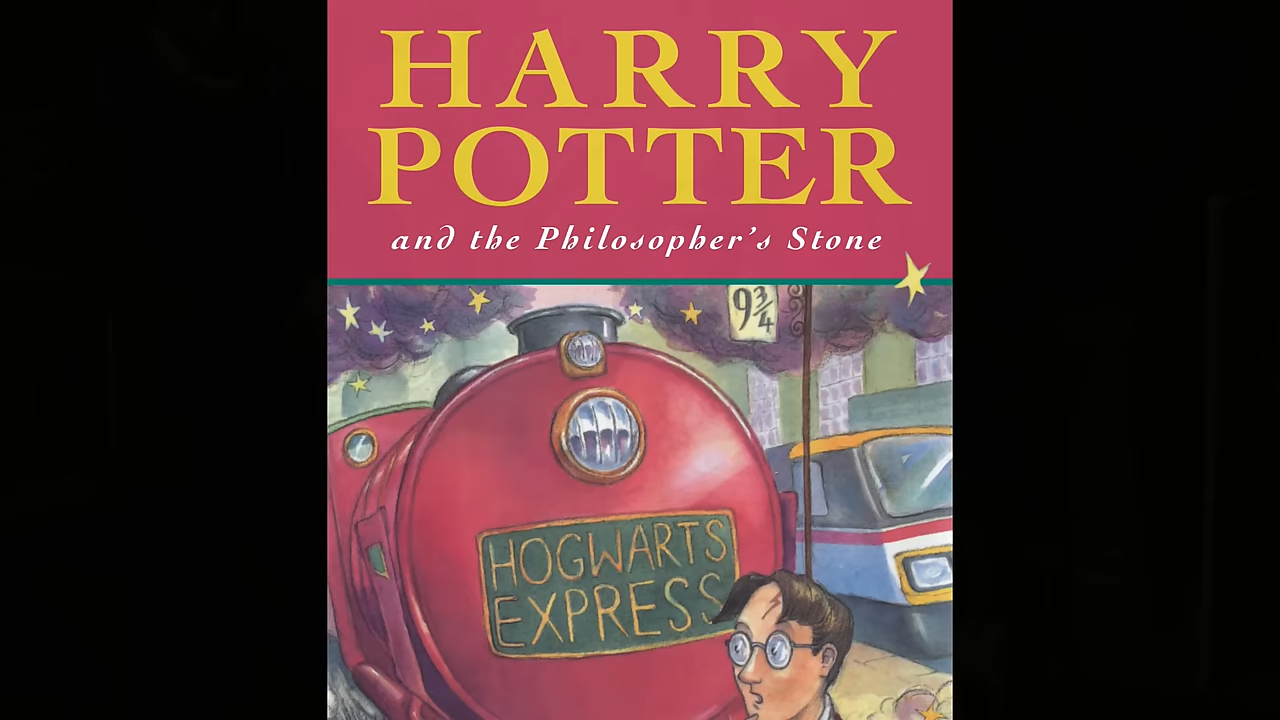 HARRY
POTTER
and the Philosopher's Stone
9¾
HOGWARTS
EXPRESS